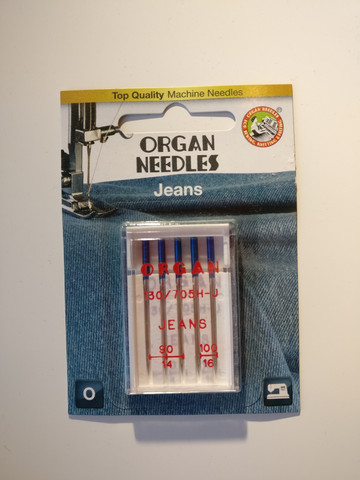 Top Quality Machine Needles
ORGAN
NEEDLES
Jeans
ORGAN
130/705H-J
JEANS
90 100
14 16
O